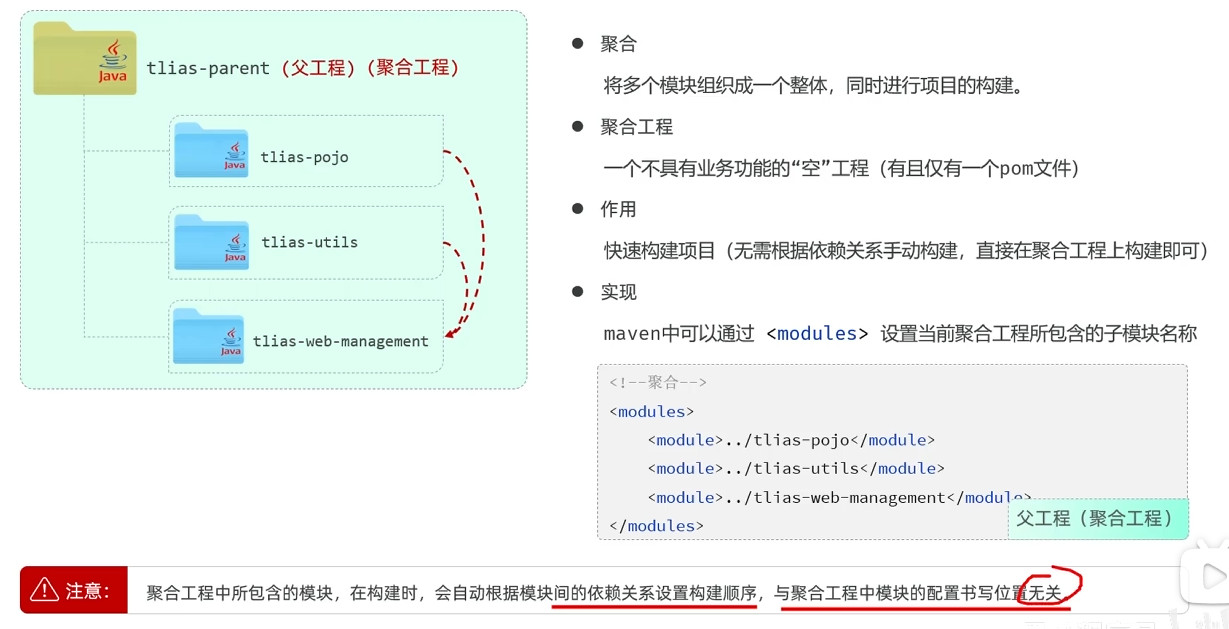 Java
tlias-parent（父工程）（聚合工程）
Java
tlias-pojo
Java
tlias-utils
Java
tlias-web-management
● 聚合
将多个模块组织成一个整体，同时进行项目的构建。
● 聚合工程
一个不具有业务功能的“空”工程（有且仅有一个pom文件）
● 作用
快速构建项目（无需根据依赖关系手动构建，直接在聚合工程上构建即可）
● 实现
maven中可以通过 <modules> 设置当前聚合工程所包含的子模块名称
<!--聚合-->
<modules>
<module>../tlias-pojo</module>
<module>../tlias-utils</module>
<module>../tlias-web-management</module>
</modules>
父工程（聚合工程）
注意：
聚合工程中所包含的模块，在构建时，会自动根据模块间的依赖关系设置构建顺序，与聚合工程中模块的配置书写位置无关。